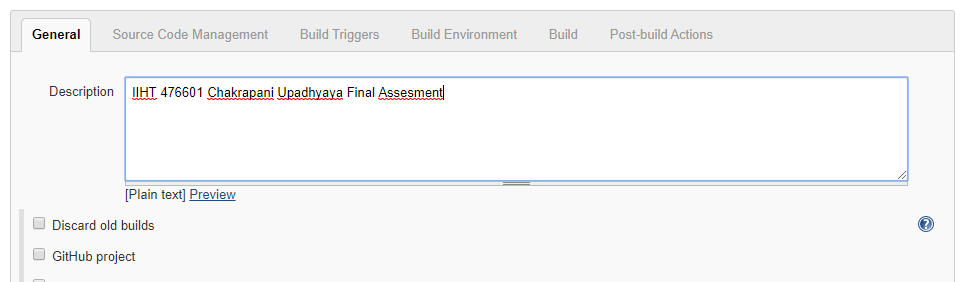 General Source Code Management Build Triggers Build Environment Build Post-build Actions
Description IIHT 476601 Chakrapani Upadhyaya Final Assesment
[Plain text] Preview
Discard old builds ?
GitHub project